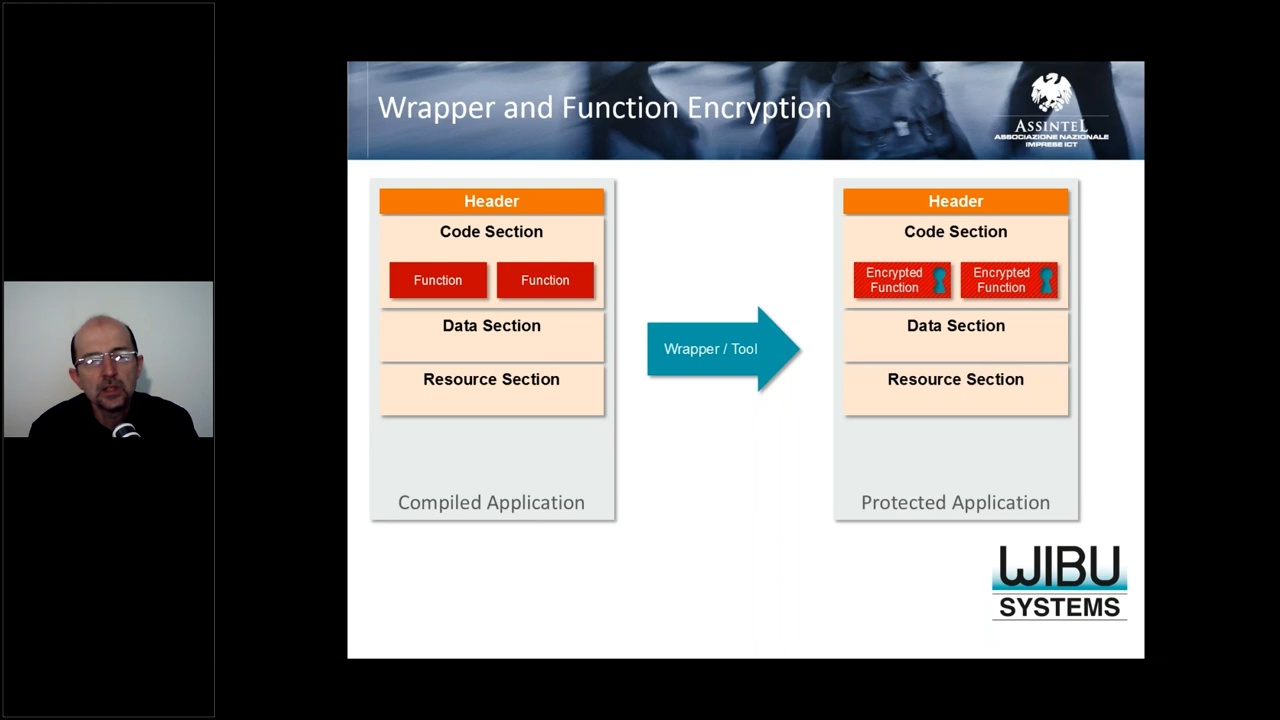 Wrapper and Function Encryption
ASSINTEL
ASSOCIAZIONE NAZIONALE
IMPRESE ICT
Header
Code Section
Function
Function
Data Section
Resource Section
Compiled Application
Wrapper / Tool
Header
Code Section
Encrypted
Function
Encrypted
Function
Data Section
Resource Section
Protected Application
WIBU
SYSTEMS